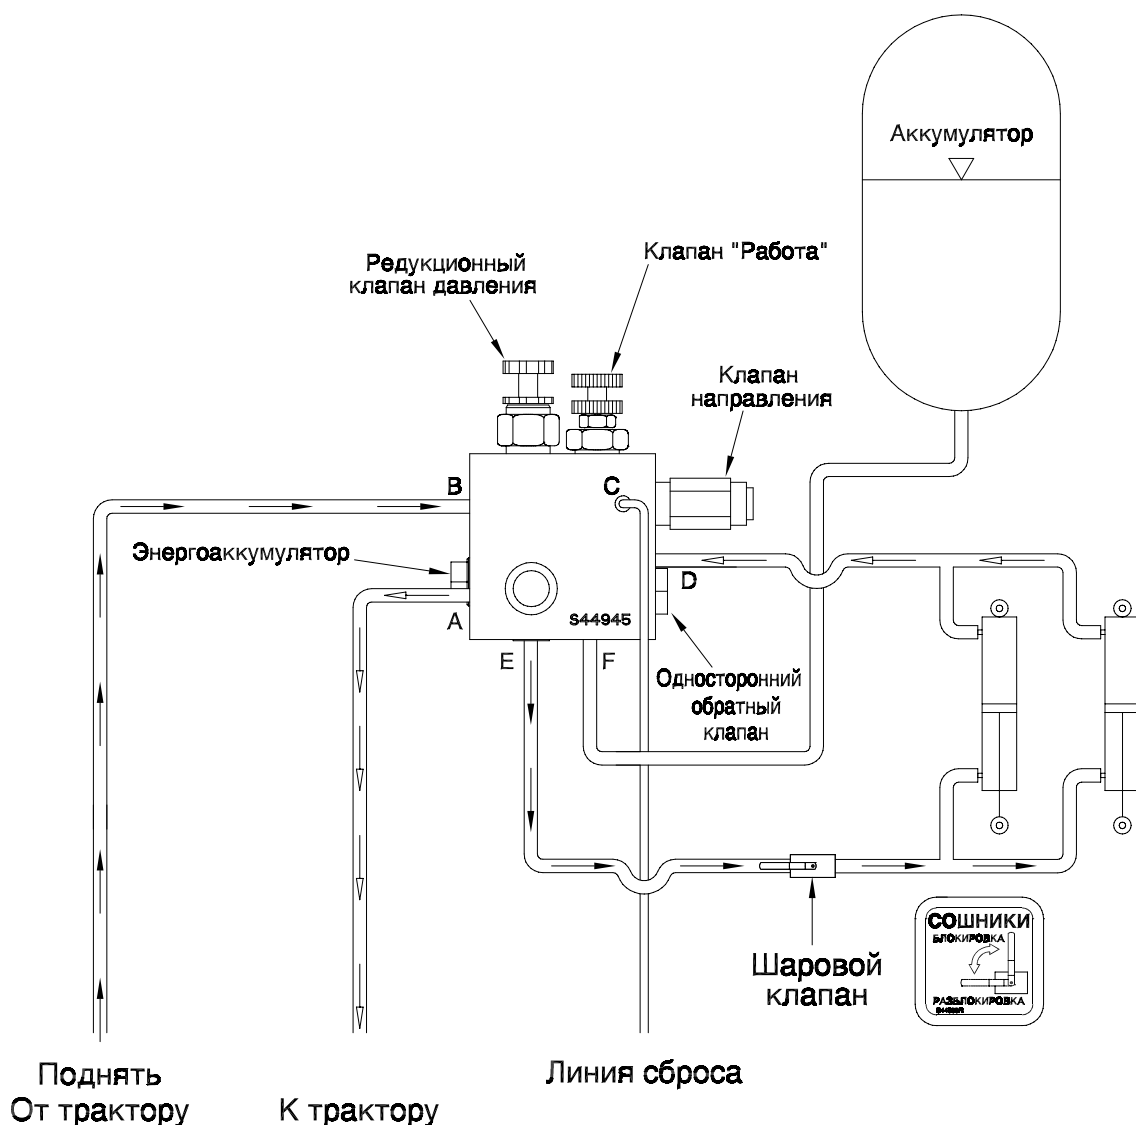 Аккумулятор
Клапан "Работа"
Редукционный
клапан давления
Клапан
направления
B
C
Энергоаккумулятор
D
A
S44945
E
F
Односторонний
обратный
клапан
СОШНИКИ
БЛОКИРОВКА
Шаровой
клапан
РАЗБЛОКИРОВКА
Поднять
Линия сброса
От трактору
К трактору